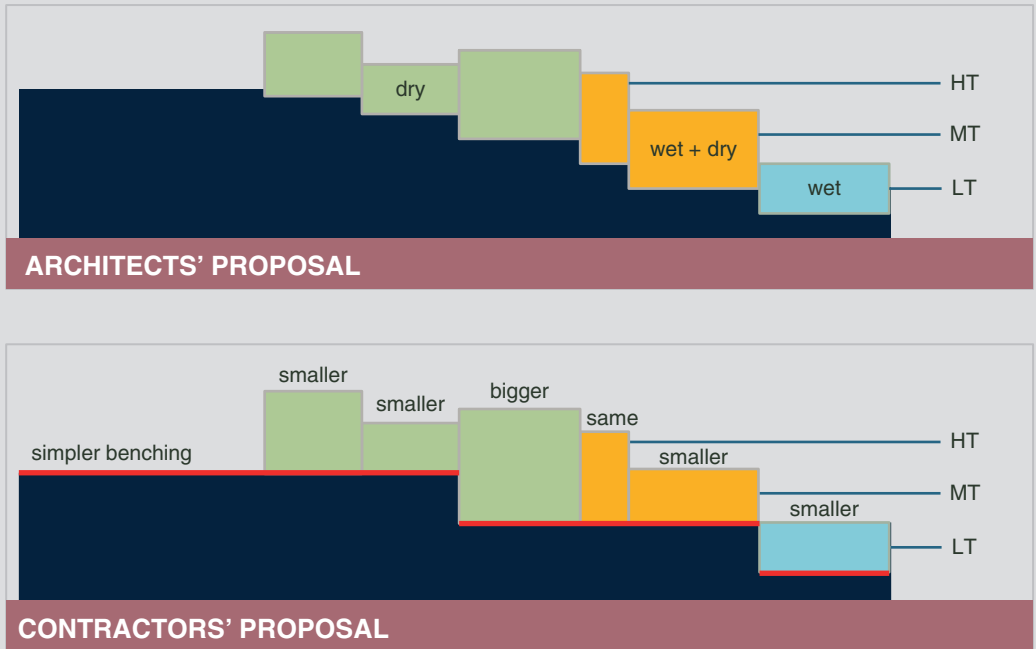 dry
HT
MT
wet + dry
wet
LT
ARCHITECTS’ PROPOSAL
smaller
smaller
bigger
same
simpler benching
HT
smaller
MT
smaller
LT
CONTRACTORS’ PROPOSAL